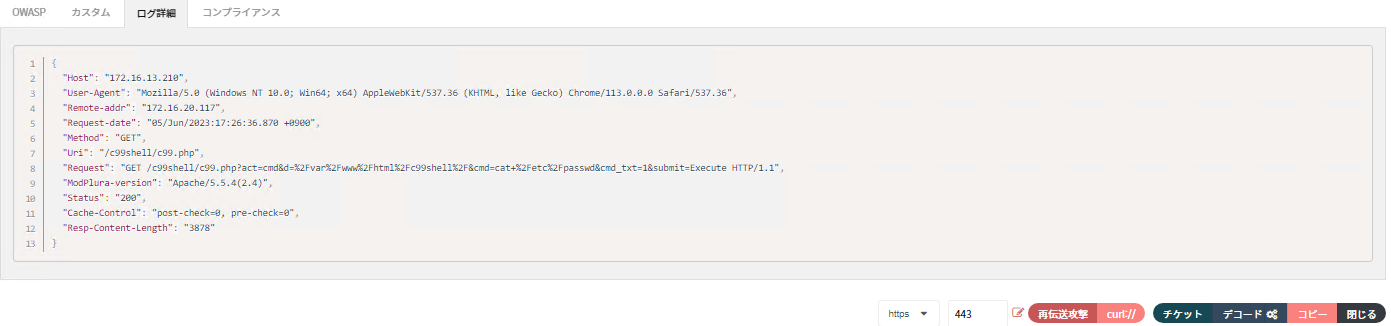 OWASP カスタム ログ詳細 コンプライアンス
1 {
2 "Host": "172.16.13.210",
3 "User-Agent": "Mozilla/5.0 (Windows NT 10.0; Win64; x64) AppleWebKit/537.36 (KHTML, like Gecko) Chrome/113.0.0.0 Safari/537.36",
4 "Remote-addr": "172.16.20.117",
5 "Request-date": "05/Jun/2023:17:26:36.870 +0900",
6 "Method": "GET",
7 "Uri": "/c99shell/c99.php",
8 "Request": "GET /c99shell/c99.php?act=cmd&d=%2Fvar%2Fwww%2Fhtml%2Fc99shell%2F&cmd=cat+%2Fetc%2Fpasswd&cmd_txt=1&submit=Execute HTTP/1.1",
9 "ModPlura-version": "Apache/5.5.4(2.4)",
10 "Status": "200",
11 "Cache-Control": "post-check=0, pre-check=0",
12 "Resp-Content-Length": "3878"
13 }
https 443 再伝送攻撃 curl:// チケット デコード コピー 閉じる